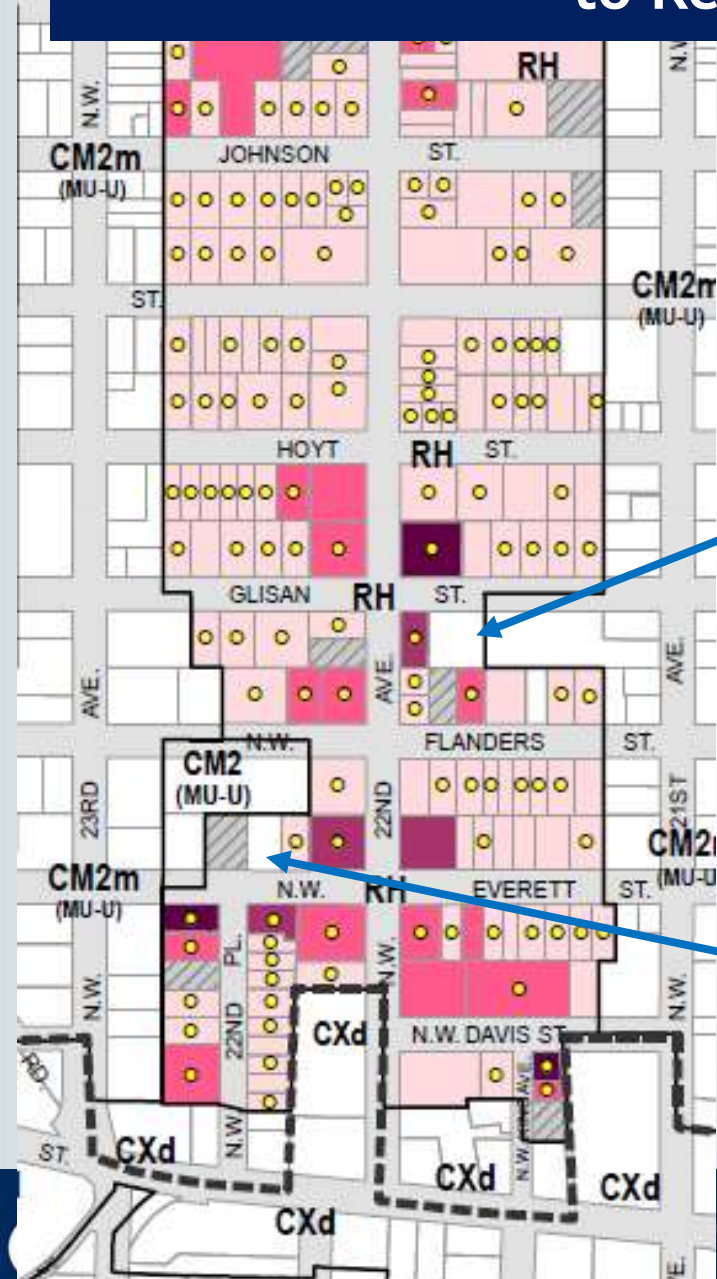 to Re
RH
N.W.
N.W.
CM2m
(MU-U)
JOHNSON ST.
CM2m
(MU-U)
ST.
HOYT RH ST.
GLISAN RH ST.
AVE.
AVE.
AVE.
N.W. FLANDERS ST.
CM2
(MU-U)
23RD
22ND
21ST
CM2
(MU-U
CM2m
(MU-U)
N.W. RH EVERETT ST.
PL.
22ND
N.W.
N.W.
N.W.
N.W.
CXd
N.W. DAVIS ST.
AVE.
N.W.
RD.
ST.
CXd
CXd
CXd
CXd
E.